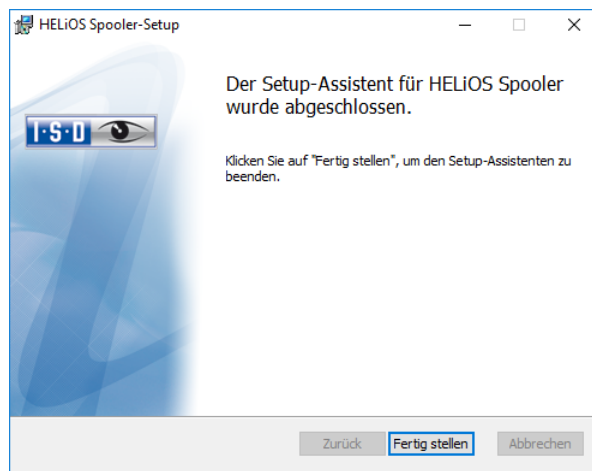 HELiOS Spooler-Setup
I·S·D
Der Setup-Assistent für HELiOS Spooler
wurde abgeschlossen.
Klicken Sie auf "Fertig stellen", um den Setup-Assistenten zu
beenden.
Zurück Fertig stellen Abbrechen